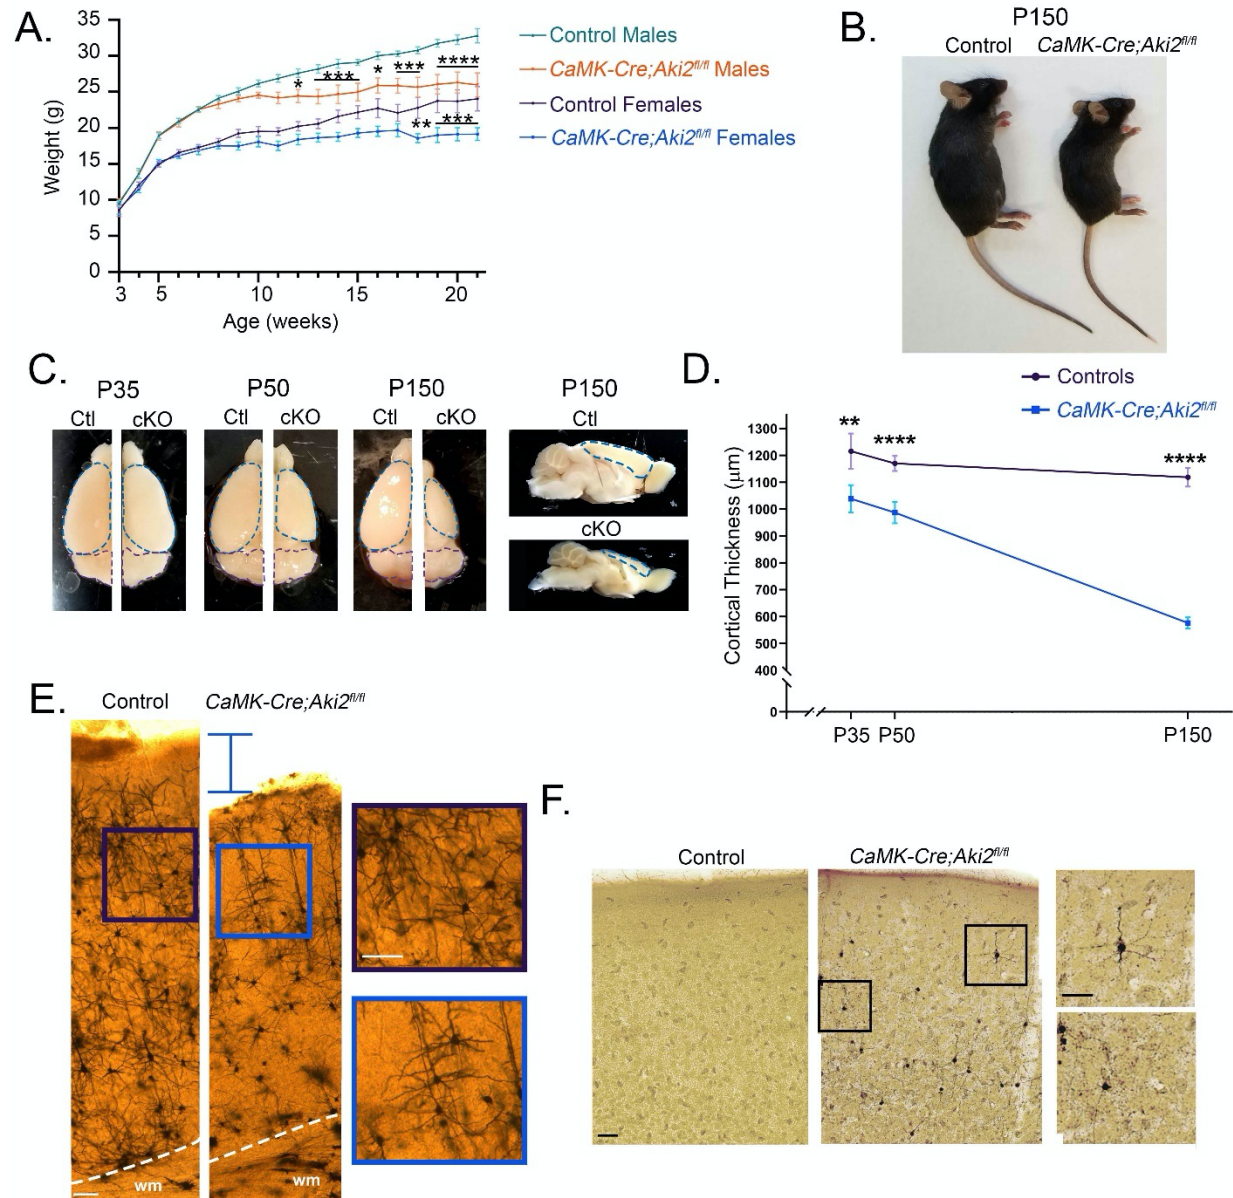 A.
35
30
25
20
15
10
5
0
Weight (g)
3 5 10 15 20
Age (weeks)
* *** * *** ****
** ***
Control Males
CaMK-Cre;Aki2fl/fl Males
Control Females
CaMK-Cre;Aki2fl/fl Females
B.
P150
Control CaMK-Cre;Aki2fl/fl
C.
P35 P50 P150 P150
Ctl cKO Ctl cKO Ctl cKO Ctl
cKO
D.
Controls
CaMK-Cre;Aki2fl/fl
** **** ****
1300
1200
1100
1000
900
800
700
600
500
400
0
Cortical Thickness (µm)
P35 P50 P150
E.
Control CaMK-Cre;Aki2fl/fl
wm wm
F.
Control CaMK-Cre;Aki2fl/fl